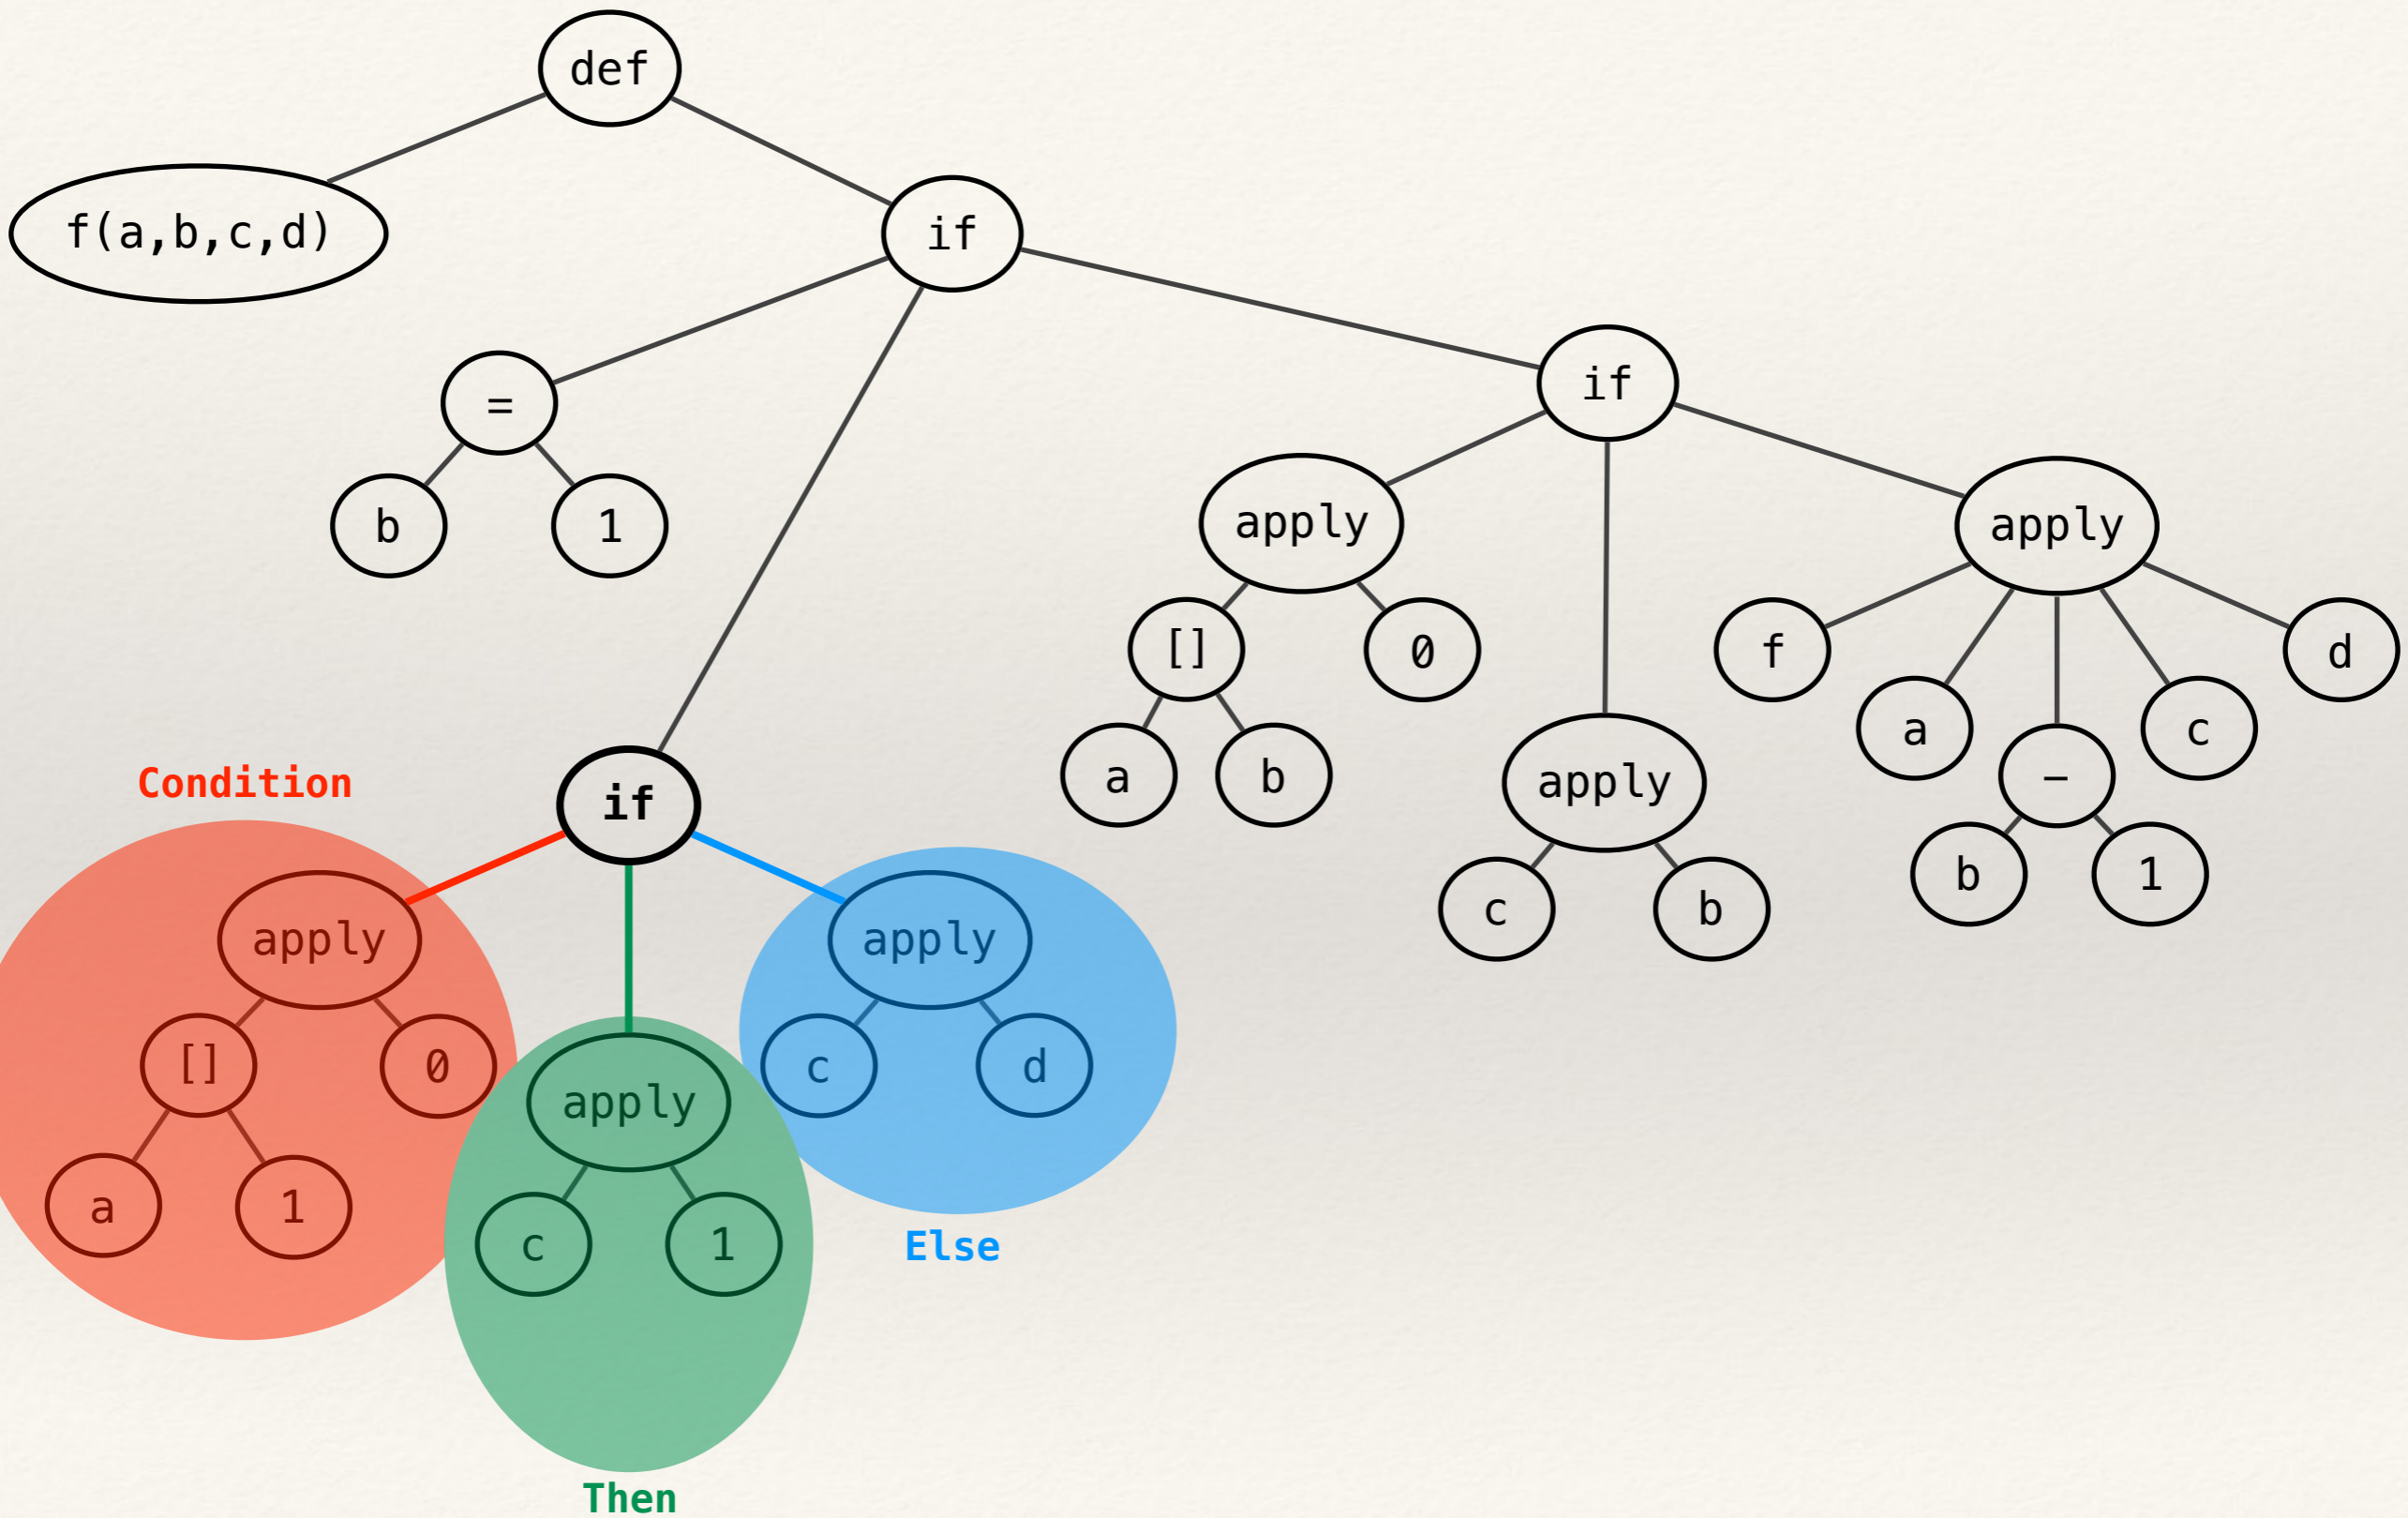 def
f(a,b,c,d)
if
=
b
1
if
apply
[]
0
a
b
apply
c
b
apply
f
a
−
b
1
c
d
if
Condition
apply
[]
0
a
1
apply
c
1
Then
apply
c
d
Else